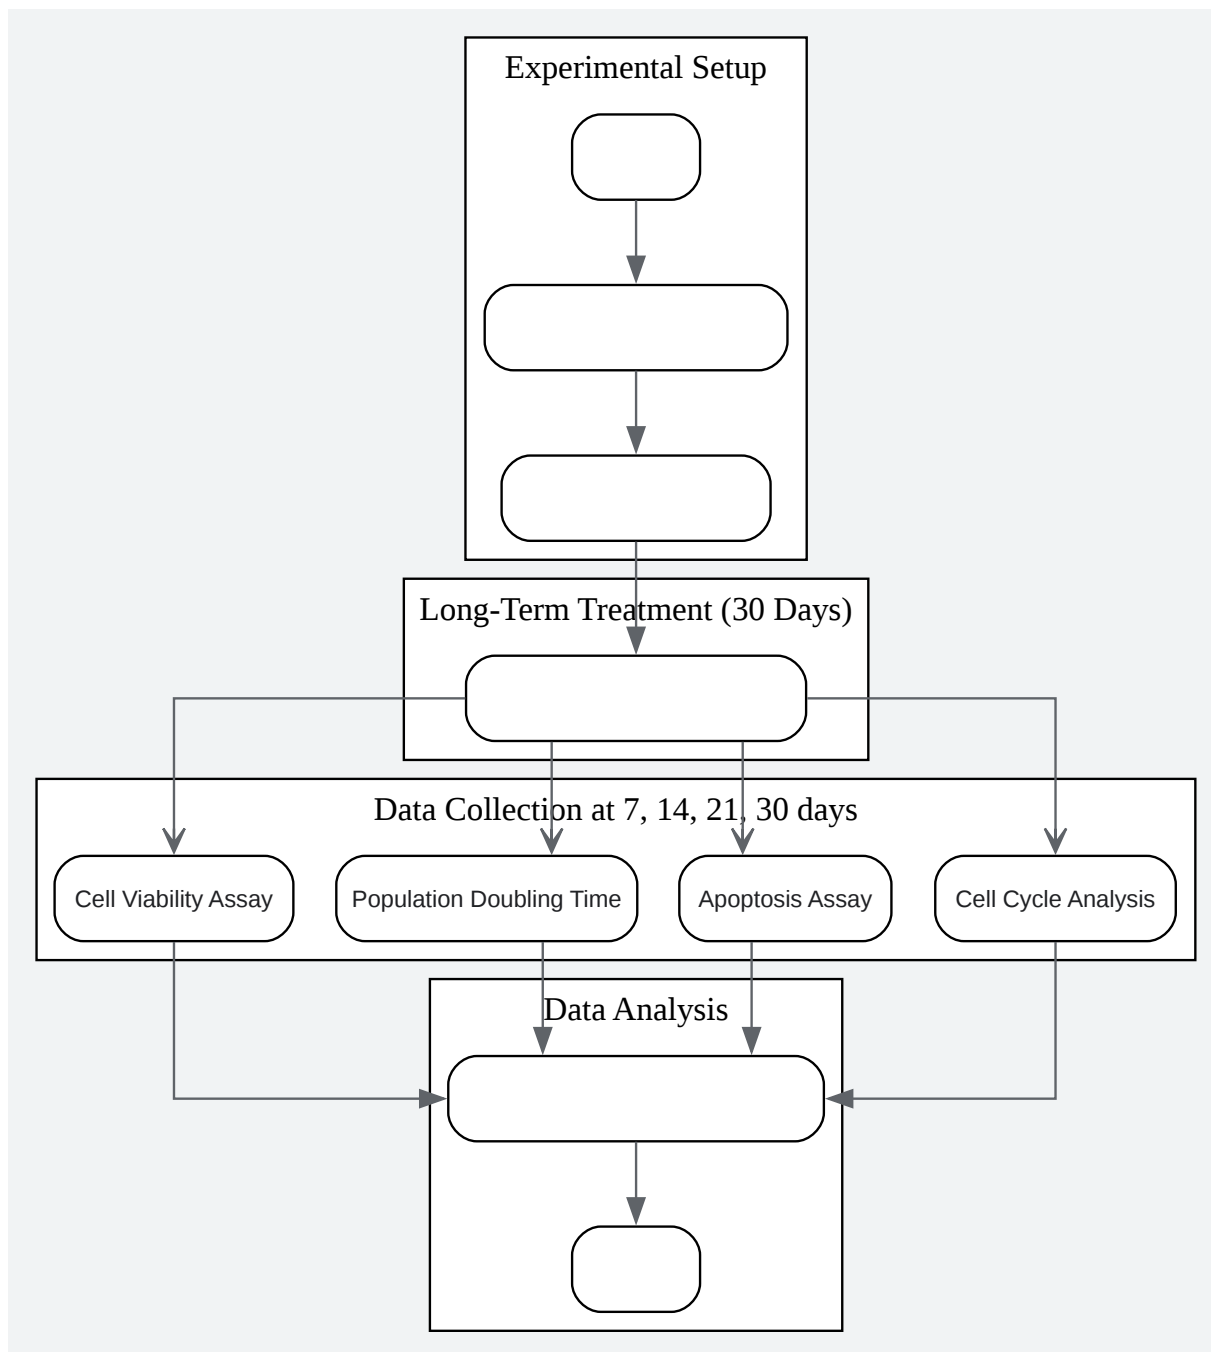 Experimental Setup
Long-Term Treatment (30 Days)
Data Collection at 7, 14, 21, 30 days
Cell Viability Assay
Population Doubling Time
Apoptosis Assay
Cell Cycle Analysis
Data Analysis